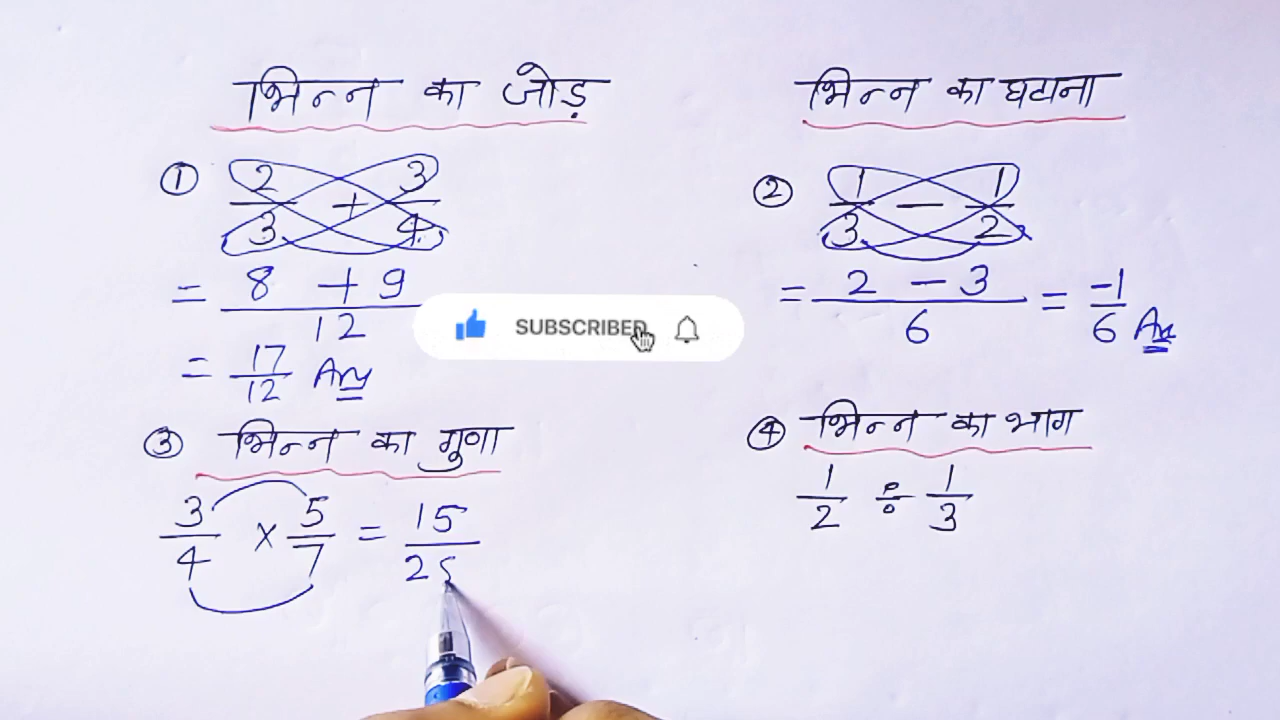 भिन्न का जोड़
① 2/3 + 3/4
= 8 + 9 / 12
= 17/12 Ans
भिन्न का घटाना
② 1/3 − 1/2
= 2 − 3 / 6 = -1/6 Ans
SUBSCRIBED
③ भिन्न का गुणा
3/4 × 5/7 = 15/2
④ भिन्न का भाग
1/2 ÷ 1/3